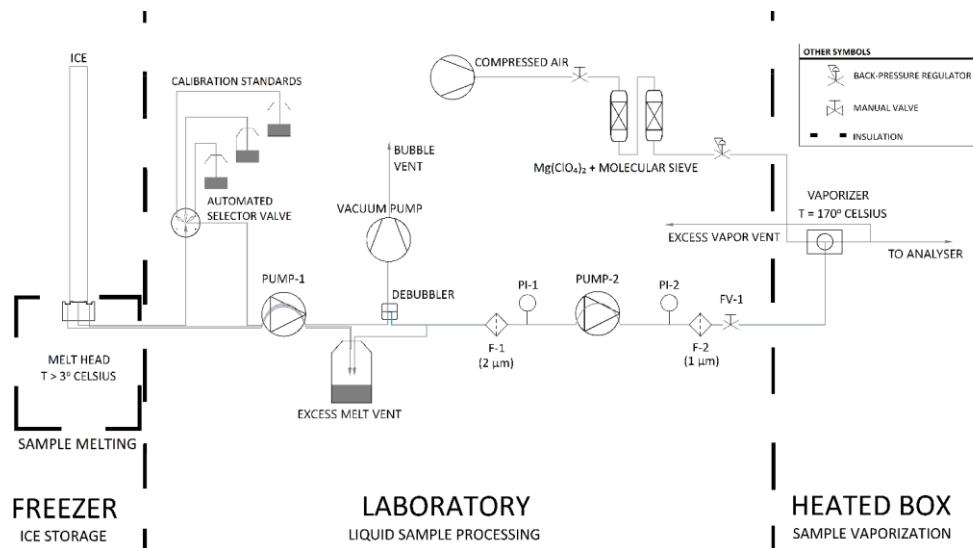 ICE
CALIBRATION STANDARDS
AUTOMATED
SELECTOR VALVE
BUBBLE
VENT
VACUUM PUMP
COMPRESSED AIR
Mg(ClO₄)₂ + MOLECULAR SIEVE
OTHER SYMBOLS
BACK-PRESSURE REGULATOR
MANUAL VALVE
INSULATION
VAPORIZER
T = 170⁰ CELSIUS
EXCESS VAPOR VENT
TO ANALYSER
PUMP-1
DEBUBBLER
PI-1
PUMP-2
PI-2
FV-1
F-1
(2 µm)
F-2
(1 µm)
EXCESS MELT VENT
MELT HEAD
T > 3⁰ CELSIUS
SAMPLE MELTING
FREEZER
ICE STORAGE
LABORATORY
LIQUID SAMPLE PROCESSING
HEATED BOX
SAMPLE VAPORIZATION